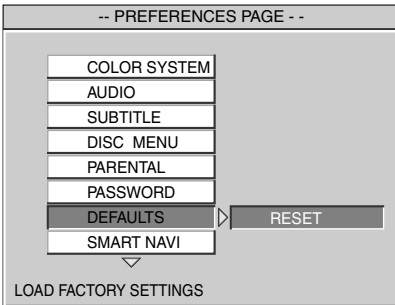 -- PREFERENCES PAGE - -
COLOR SYSTEM
AUDIO
SUBTITLE
DISC MENU
PARENTAL
PASSWORD
DEFAULTS RESET
SMART NAVI
LOAD FACTORY SETTINGS